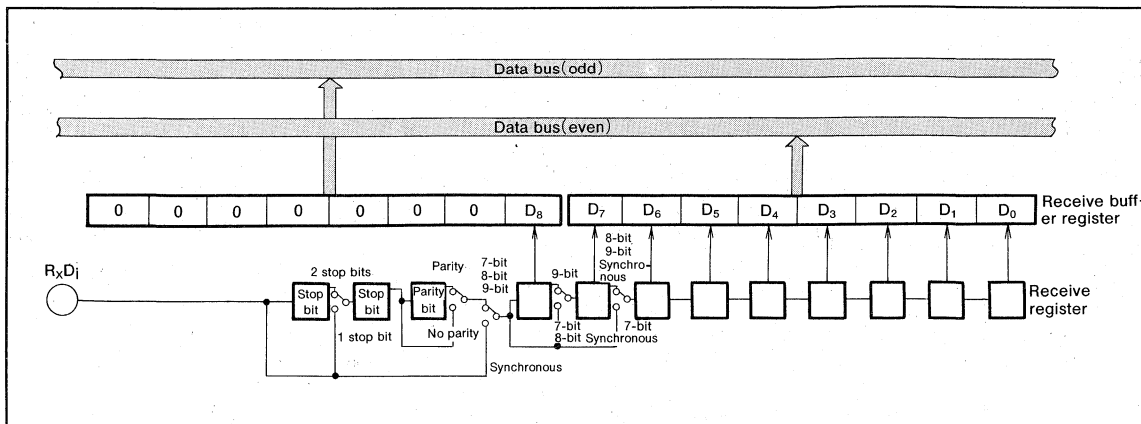 Data bus(odd)
Data bus(even)
0 0 0 0 0 0 0 D₈ D₇ D₆ D₅ D₄ D₃ D₂ D₁ D₀
Receive buff-
er register
RₓDᵢ
2 stop bits
Parity
7-bit
8-bit
9-bit
9-bit
8-bit
9-bit
Synchro-
nous
Stop
bit
Stop
bit
Parity
bit
Receive
register
1 stop bit
No parity
Synchronous
7-bit
8-bit Synchronous
7-bit